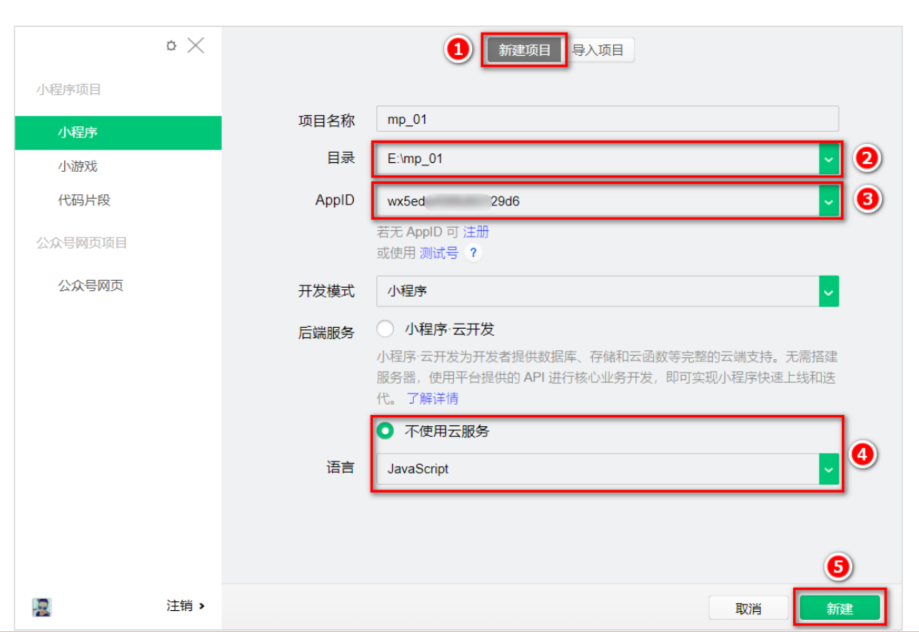 小程序项目
小程序
小游戏
代码片段
公众号网页项目
公众号网页
注销 ›
1
新建项目 导入项目
项目名称 mp_01
目录 E:\mp_01
2
AppID wx5ed 29d6
3
若无 AppID 可 注册
或使用 测试号 ?
开发模式 小程序
后端服务 小程序·云开发
小程序·云开发为开发者提供数据库、存储和云函数等完整的云端支持。无需搭建
服务器，使用平台提供的 API 进行核心业务开发，即可实现小程序快速上线和迭
代。 了解详情
不使用云服务
语言 JavaScript
4
5
取消 新建